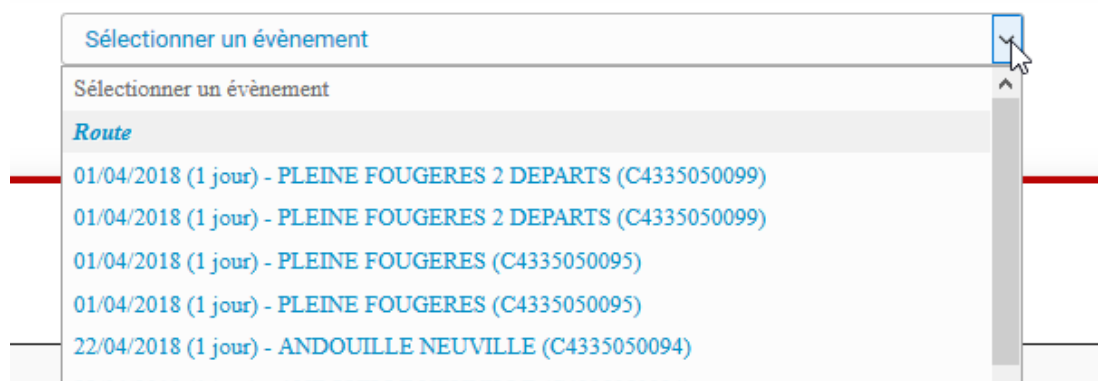 Sélectionner un évènement
Sélectionner un évènement
Route
01/04/2018 (1 jour) - PLEINE FOUGERES 2 DEPARTS (C4335050099)
01/04/2018 (1 jour) - PLEINE FOUGERES 2 DEPARTS (C4335050099)
01/04/2018 (1 jour) - PLEINE FOUGERES (C4335050095)
01/04/2018 (1 jour) - PLEINE FOUGERES (C4335050095)
22/04/2018 (1 jour) - ANDOUILLE NEUVILLE (C4335050094)